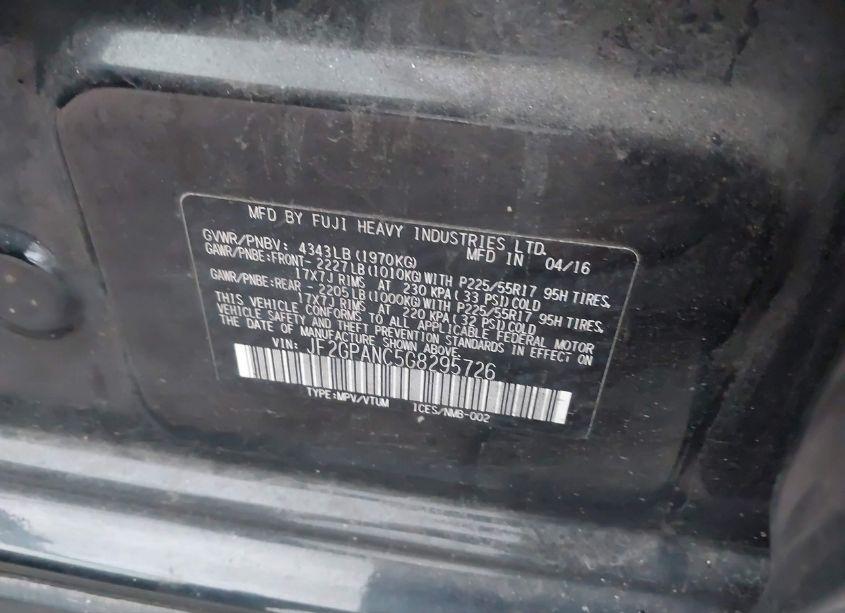 MFD BY FUJI HEAVY INDUSTRIES LTD.
GVWR/PNBV: 4343LB(1970KG) MFD IN 04/16
GAWR/PNBE:FRONT- 2227LB(1010KG)WITH P225/55R17 95H TIRES,
17X7J RIMS AT 230 KPA( 33 PSI)COLD
GAWR/PNBE:REAR - 2205LB(1000KG)WITH P225/55R17 95H TIRES,
17X7J RIMS AT 220 KPA(32 PSI)COLD
THIS VEHICLE CONFORMS TO ALL APPLICABLE FEDERAL MOTOR
VEHICLE SAFETY AND THEFT PREVENTION STANDARDS IN EFFECT ON
THE DATE OF MANUFACTURE SHOWN ABOVE.
VIN: JF2GPANC5G8295726
TYPE:MPV/VTUM ICES/NMB-002